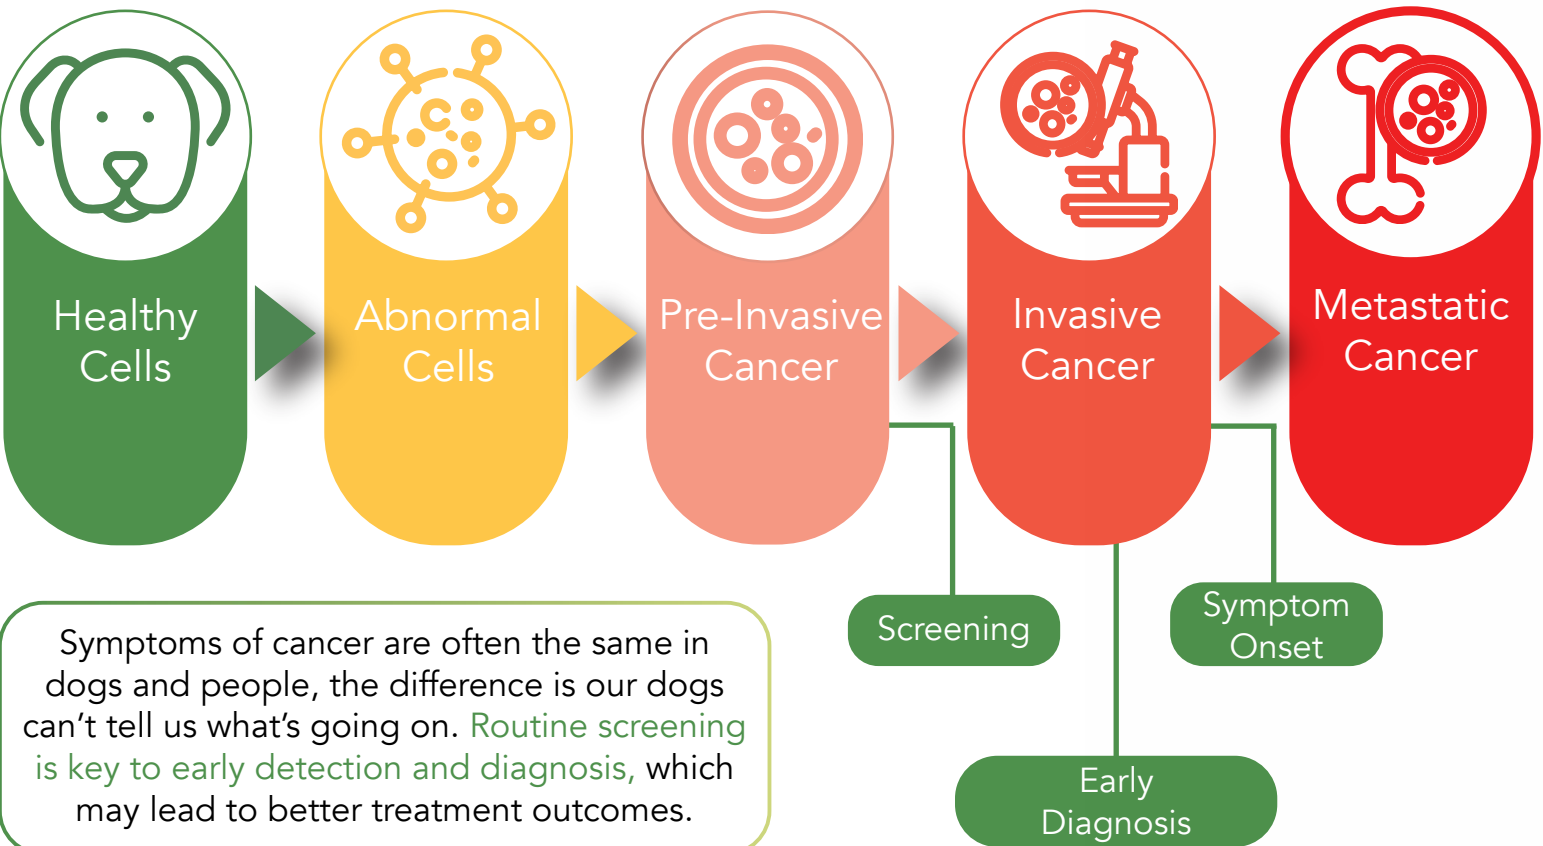 Healthy
Cells
Abnormal
Cells
Pre-Invasive
Cancer
Invasive
Cancer
Metastatic
Cancer
Screening
Symptom
Onset
Early
Diagnosis
Symptoms of cancer are often the same in
dogs and people, the difference is our dogs
can’t tell us what’s going on. Routine screening
is key to early detection and diagnosis, which
may lead to better treatment outcomes.